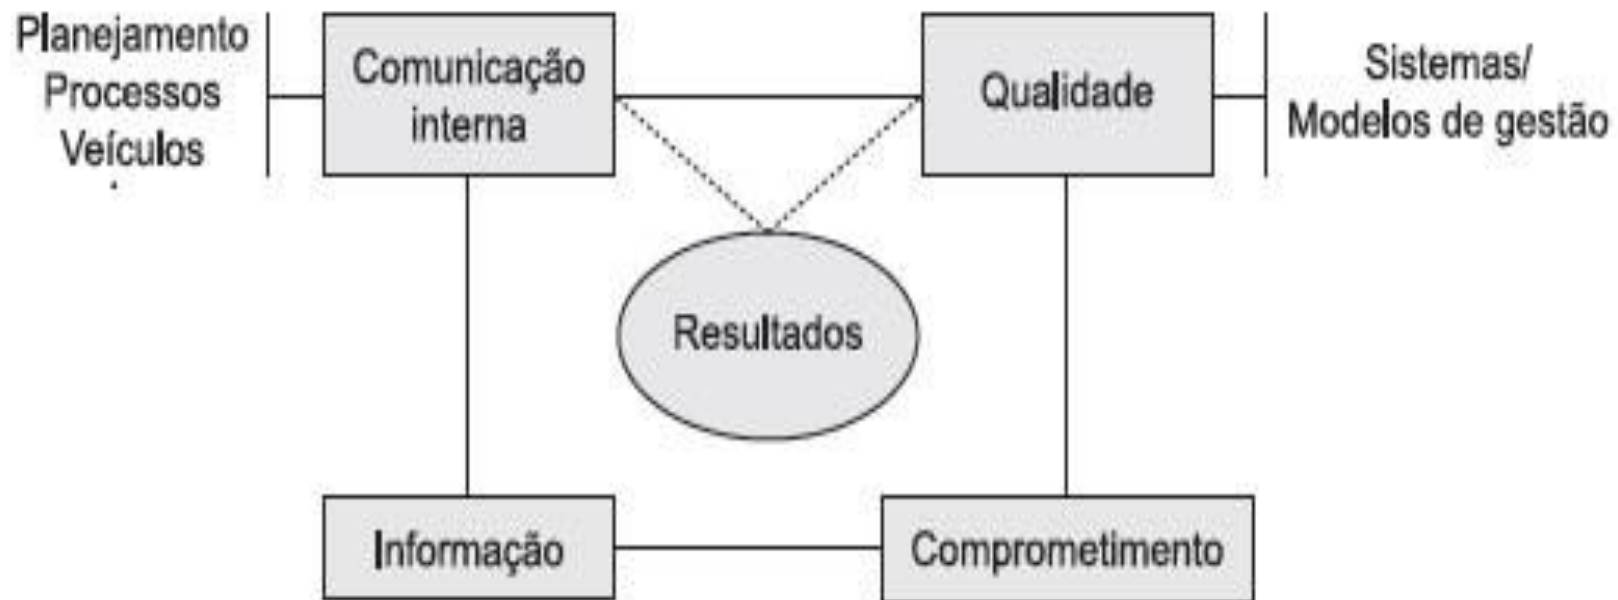 Planejamento
Processos
Veículos
Comunicação
interna
Qualidade
Sistemas/
Modelos de gestão
Resultados
Informação
Comprometimento